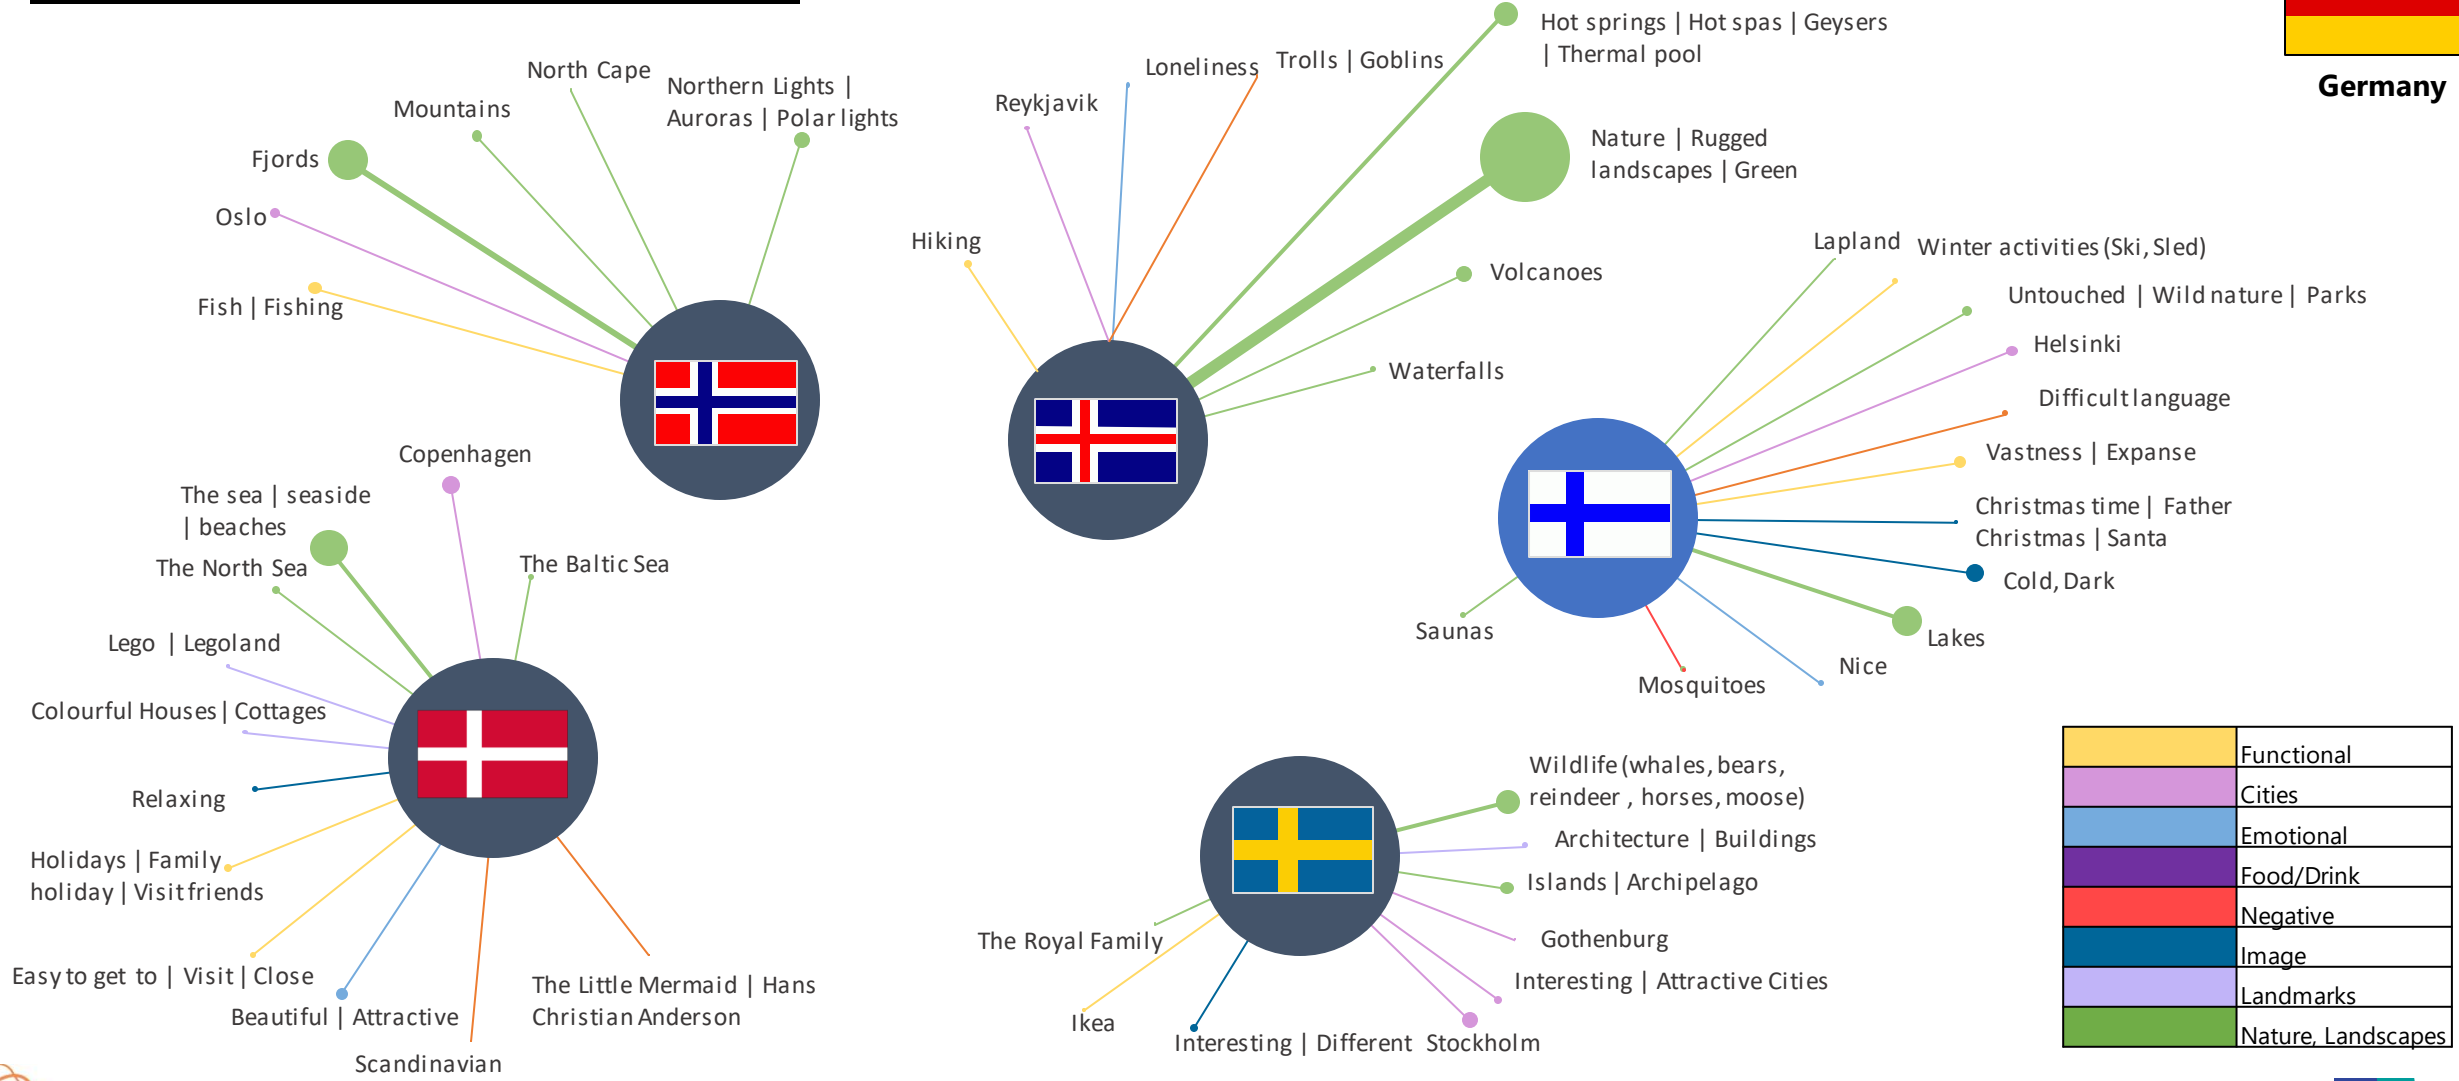 Germany
North Cape
Northern Lights |
Auroras | Polar lights
Mountains
Fjords
Oslo
Fish | Fishing
Hot springs | Hot spas | Geysers
| Thermal pool
Trolls | Goblins
Loneliness
Reykjavik
Nature | Rugged
landscapes | Green
Hiking
Volcanoes
Waterfalls
Lapland
Winter activities (Ski, Sled)
Untouched | Wild nature | Parks
Helsinki
Difficult language
Vastness | Expanse
Christmas time | Father
Christmas | Santa
Cold, Dark
Lakes
Nice
Mosquitoes
Saunas
Copenhagen
The sea | seaside
| beaches
The North Sea
The Baltic Sea
Lego | Legoland
Colourful Houses | Cottages
Relaxing
Holidays | Family
holiday | Visit friends
Easy to get to | Visit | Close
Beautiful | Attractive
Scandinavian
The Little Mermaid | Hans
Christian Anderson
Wildlife (whales, bears,
reindeer , horses, moose)
Architecture | Buildings
Islands | Archipelago
Gothenburg
Interesting | Attractive Cities
Stockholm
Interesting | Different
Ikea
The Royal Family
Functional
Cities
Emotional
Food/Drink
Negative
Image
Landmarks
Nature, Landscapes